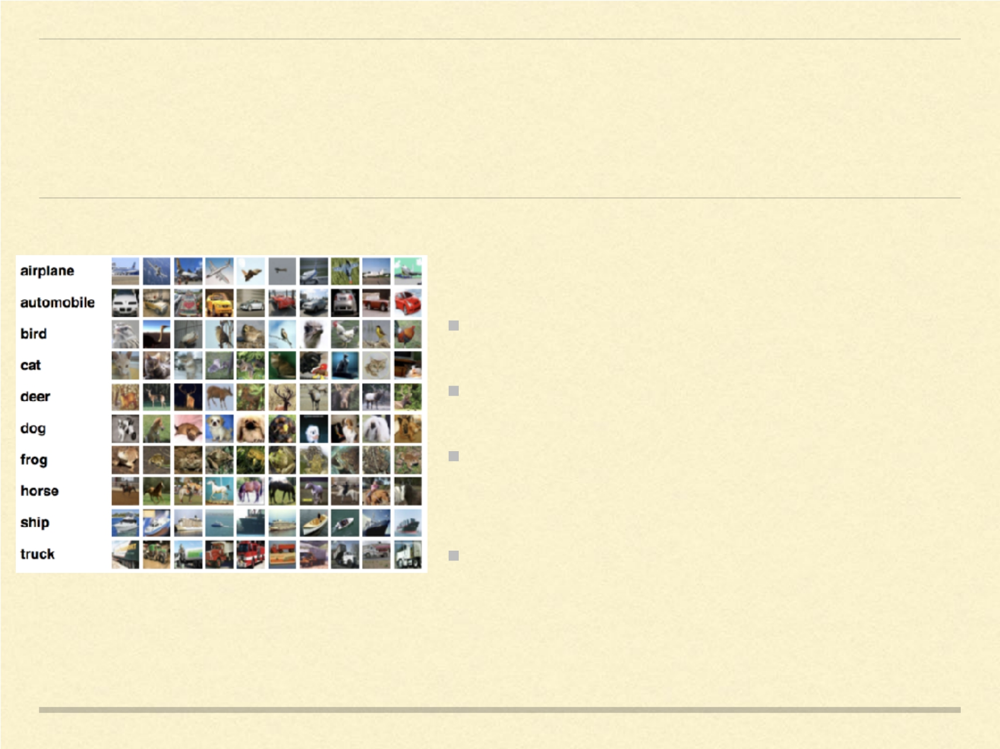 airplane
automobile
bird
cat
deer
dog
frog
horse
ship
truck